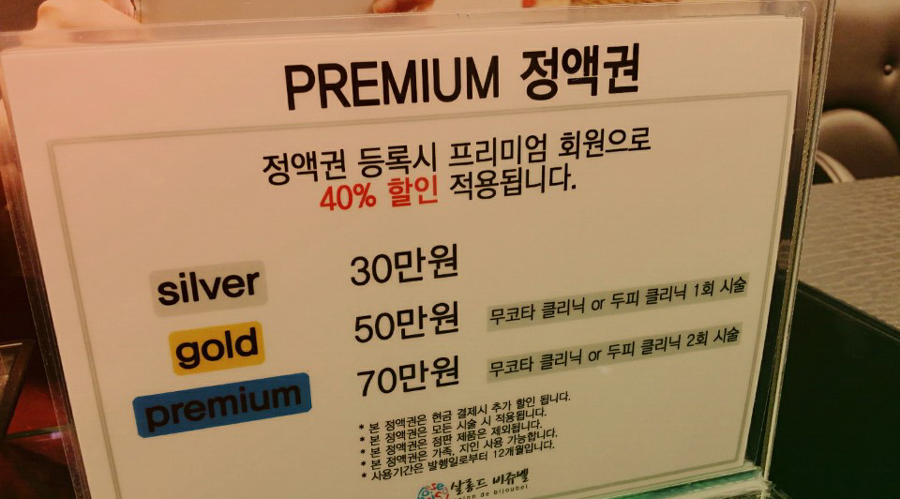 PREMIUM 정액권
정액권 등록시 프리미엄 회원으로
40% 할인 적용됩니다.
silver 30만원
gold 50만원 무코타 클리닉 or 두피 클리닉 1회 시술
premium 70만원 무코타 클리닉 or 두피 클리닉 2회 시술
* 본 정액권은 현금 결제시 추가 할인 됩니다.
* 본 정액권은 모든 시술 시 적용됩니다.
* 본 정액권은 정판 제품은 제외됩니다.
* 본 정액권은 가족, 지인 사용 가능합니다.
* 사용기간은 발행일로부터 12개월입니다.
살롱드 비쥬벨
de bijoubel